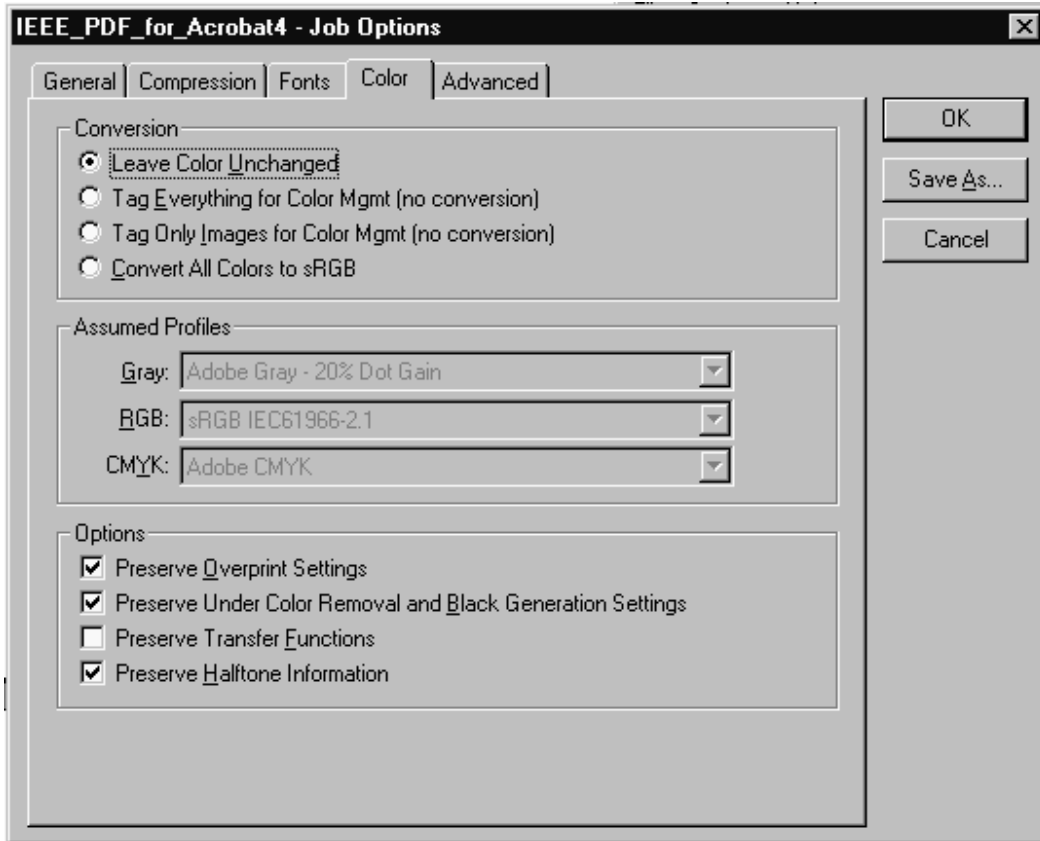 IEEE_PDF_for_Acrobat4 - Job Options
General Compression Fonts Color Advanced
Conversion
Leave Color Unchanged
Tag Everything for Color Mgmt (no conversion)
Tag Only Images for Color Mgmt (no conversion)
Convert All Colors to sRGB
Assumed Profiles
Gray: Adobe Gray - 20% Dot Gain
RGB: sRGB IEC61966-2.1
CMYK: Adobe CMYK
Options
Preserve Overprint Settings
Preserve Under Color Removal and Black Generation Settings
Preserve Transfer Functions
Preserve Halftone Information
OK
Save As...
Cancel